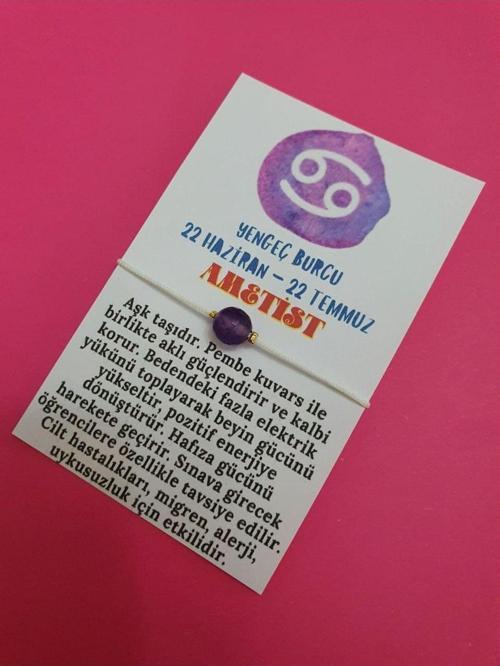 YENGEÇ BURCU
22 HAZİRAN – 22 TEMMUZ
AMETİST
Aşk taşıdır. Pembe kuvars ile
birlikte aklı güçlendirir ve kalbi
korur. Bedendeki fazla elektrik
yükünü toplayarak beyin gücünü
yükseltir, pozitif enerjiye
dönüştürür. Hafıza gücünü
harekete geçirir. Sınava girecek
öğrencilere özellikle tavsiye edilir.
Cilt hastalıkları, migren, alerji,
uykusuzluk için etkilidir.